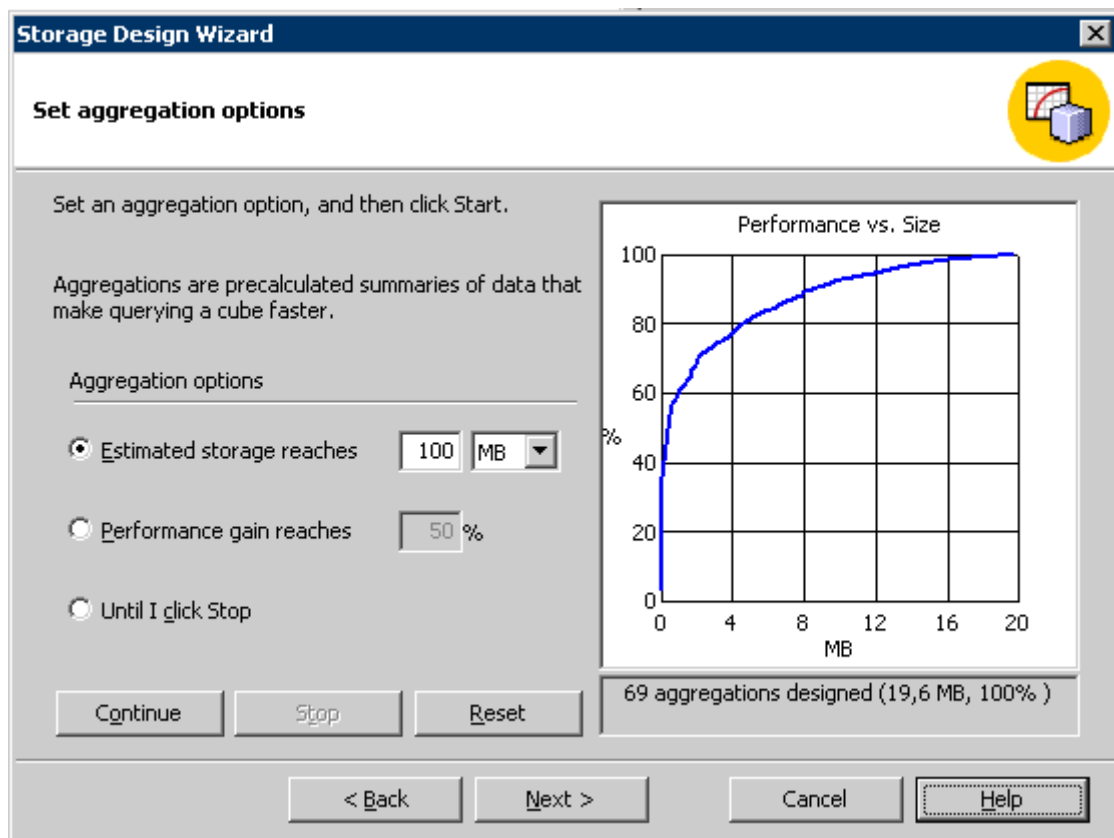 Storage Design Wizard
Set aggregation options
Set an aggregation option, and then click Start.
Aggregations are precalculated summaries of data that
make querying a cube faster.
Aggregation options
Estimated storage reaches 100 MB
Performance gain reaches 50 %
Until I click Stop
Continue Stop Reset
Performance vs. Size
100
80
60
%
40
20
0
0 4 8 12 16 20
MB
69 aggregations designed (19,6 MB, 100% )
< Back Next > Cancel Help